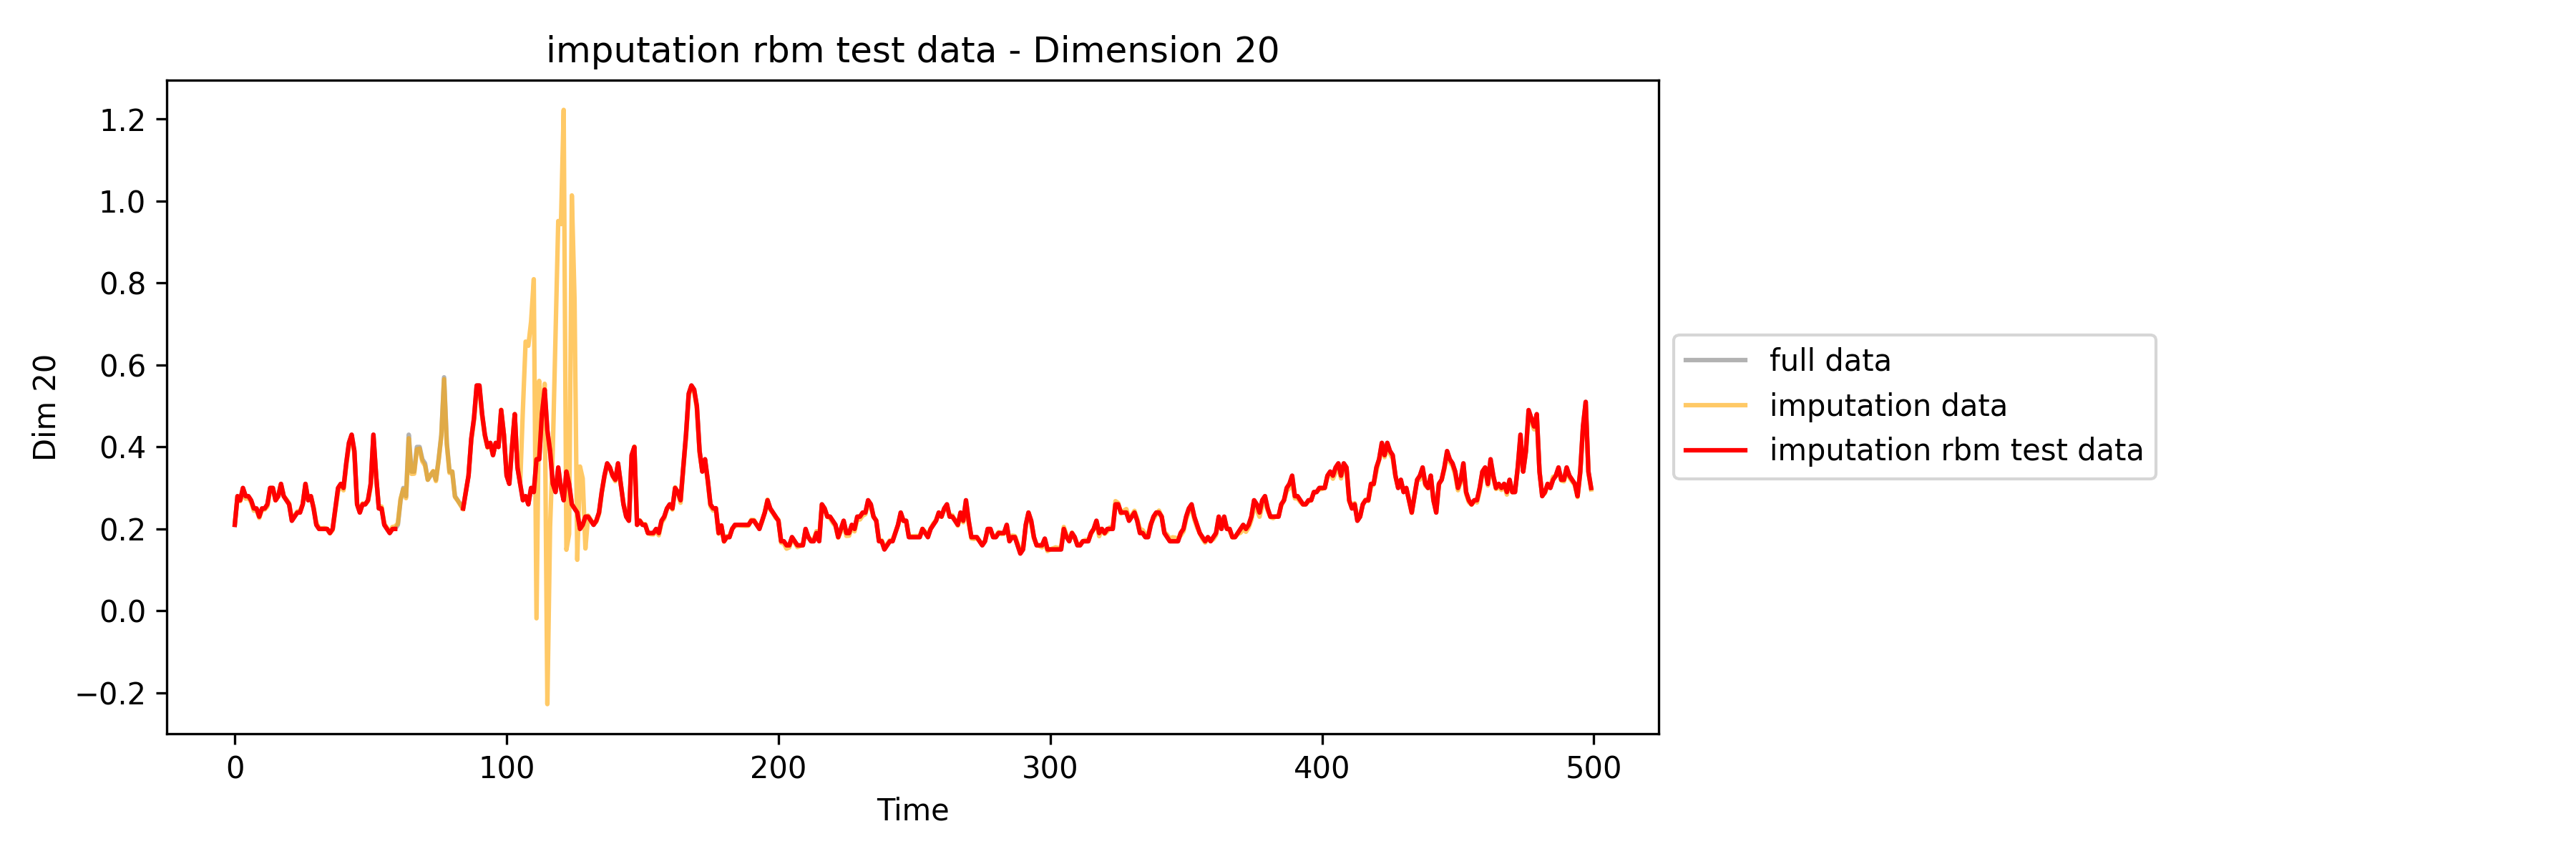 imputation rbm test data - Dimension 20
1.2
1.0
0.8
0.6
0.4
0.2
0.0
−0.2
Dim 20
0 100 200 300 400 500
Time
full data
imputation data
imputation rbm test data